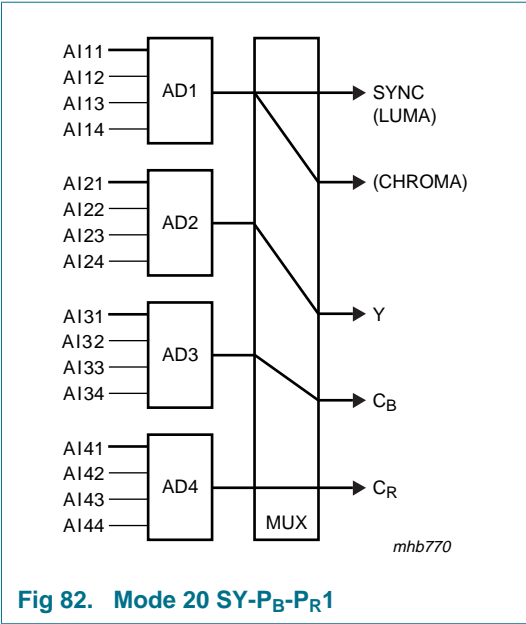 AI11
AI12
AI13
AI14
AD1
SYNC
(LUMA)
(CHROMA)
AI21
AI22
AI23
AI24
AD2
Y
AI31
AI32
AI33
AI34
AD3
CB
AI41
AI42
AI43
AI44
AD4
CR
MUX
mhb770
Fig 82. Mode 20 SY-PB-PR1